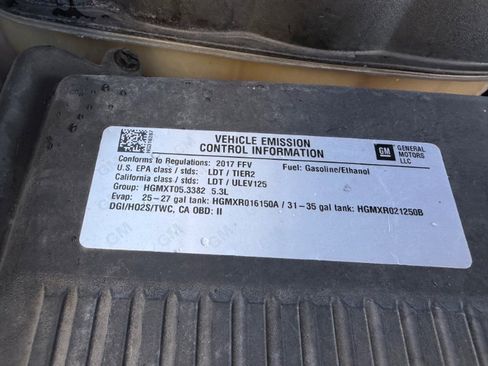 VEHICLE EMISSION
CONTROL INFORMATION
GM
GENERAL
MOTORS
LLC
Conforms to Regulations: 2017 FFV Fuel: Gasoline/Ethanol
U.S. EPA class / stds: LDT / TIER2
California class / stds: LDT / ULEV125
Group: HGMXT05.3382 5.3L
Evap: 25-27 gal tank: HGMXR016150A / 31-35 gal tank: HGMXR021250B
DGI/HO2S/TWC, CA OBD: II